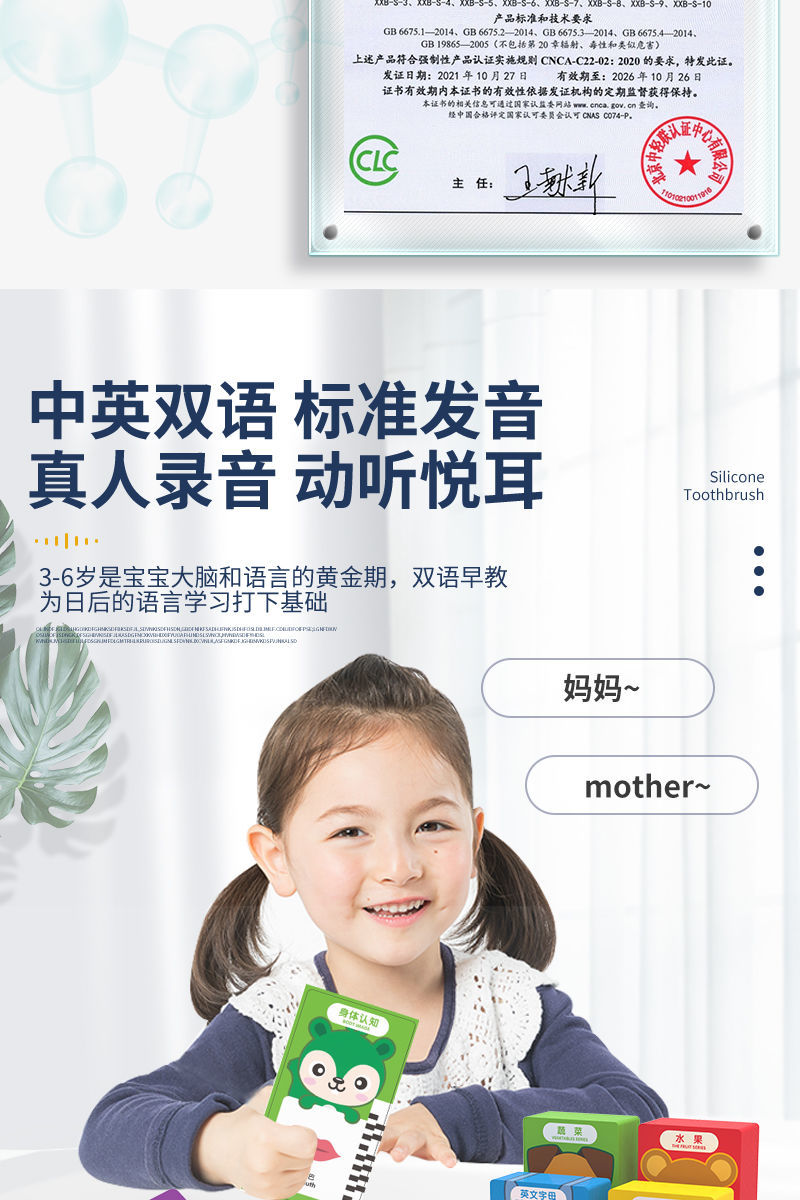 XXB-S-3、XXB-S-4、XXB-S-5、XXB-S-6、XXB-S-7、XXB-S-8、XXB-S-9、XXB-S-10
产品标准和技术要求
GB 6675.1—2014、GB 6675.2—2014、GB 6675.3—2014、GB 6675.4—2014、
GB 19865—2005（不包括第 20 章辐射、毒性和类似危害）
上述产品符合强制性产品认证实施规则 CNCA-C22-02：2020 的要求，特发此证。
发证日期：2021 年 10 月 27 日 有效期至：2026 年 10 月 26 日
证书有效期内本证书的有效性依据发证机构的定期监督获得保持。
本证书的相关信息可通过国家认监委网站 www.cnca.gov.cn 查询。
经中国合格评定国家认可委员会认可 CNAS C074-P。
CLC
主 任：
北京中轻联认证中心有限公司
11010210011916
中英双语 标准发音
真人录音 动听悦耳
Silicone
Toothbrush
3-6岁是宝宝大脑和语言的黄金期，双语早教
为日后的语言学习打下基础
妈妈~
mother~
身体认知
BODY IMAGE
蔬 菜
VEGETABLES SERIES
水 果
THE FRUIT SERIES
英文字母